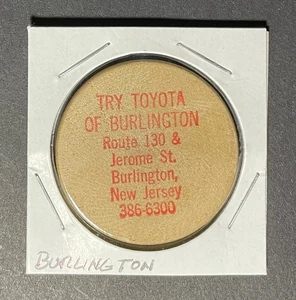 TRY TOYOTA
OF BURLINGTON
Route 130 &
Jerome St.
Burlington,
New Jersey
386-6300
BURLINGTON